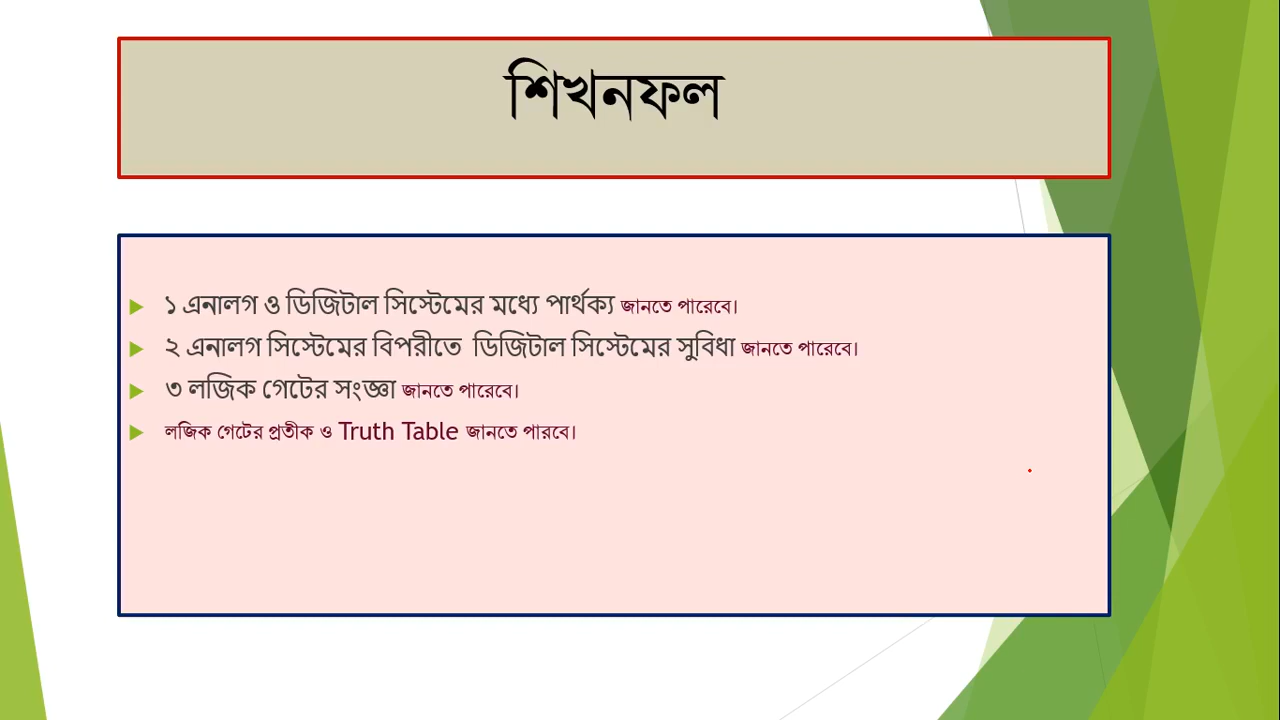 শিখনফল
১ এনালগ ও ডিজিটাল সিস্টেমের মধ্যে পার্থক্য জানতে পারেবে।
২ এনালগ সিস্টেমের বিপরীতে ডিজিটাল সিস্টেমের সুবিধা জানতে পারেবে।
৩ লজিক গেটের সংজ্ঞা জানতে পারেবে।
লজিক গেটের প্রতীক ও Truth Table জানতে পারবে।